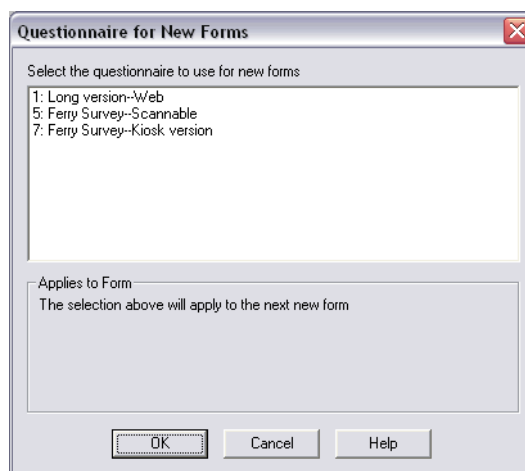 Questionnaire for New Forms
Select the questionnaire to use for new forms
1: Long version--Web
5: Ferry Survey--Scannable
7: Ferry Survey--Kiosk version
Applies to Form
The selection above will apply to the next new form
OK
Cancel
Help